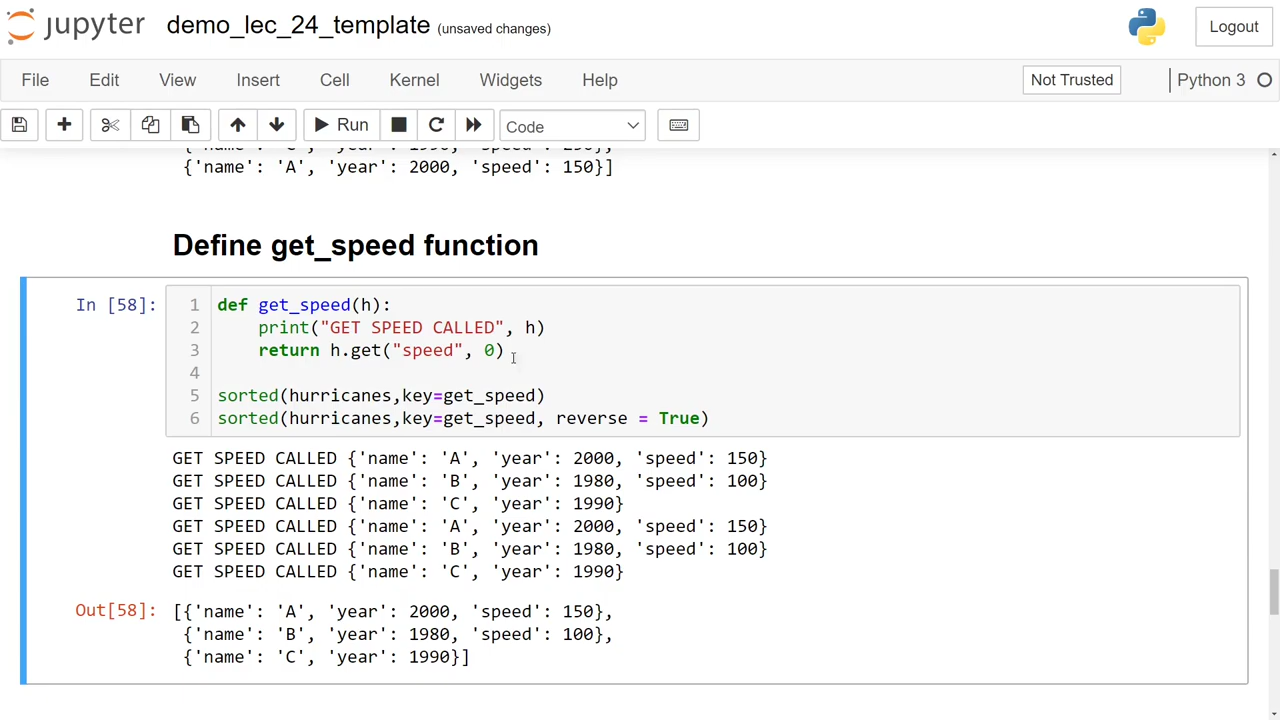 jupyter demo_lec_24_template (unsaved changes) Logout
File Edit View Insert Cell Kernel Widgets Help Not Trusted Python 3
Run Code
{'name': 'A', 'year': 2000, 'speed': 150}]
Define get_speed function
In [58]:
1 def get_speed(h):
2     print("GET SPEED CALLED", h)
3     return h.get("speed", 0)
4
5 sorted(hurricanes,key=get_speed)
6 sorted(hurricanes,key=get_speed, reverse = True)
GET SPEED CALLED {'name': 'A', 'year': 2000, 'speed': 150}
GET SPEED CALLED {'name': 'B', 'year': 1980, 'speed': 100}
GET SPEED CALLED {'name': 'C', 'year': 1990}
GET SPEED CALLED {'name': 'A', 'year': 2000, 'speed': 150}
GET SPEED CALLED {'name': 'B', 'year': 1980, 'speed': 100}
GET SPEED CALLED {'name': 'C', 'year': 1990}
Out[58]: [{'name': 'A', 'year': 2000, 'speed': 150},
{'name': 'B', 'year': 1980, 'speed': 100},
{'name': 'C', 'year': 1990}]